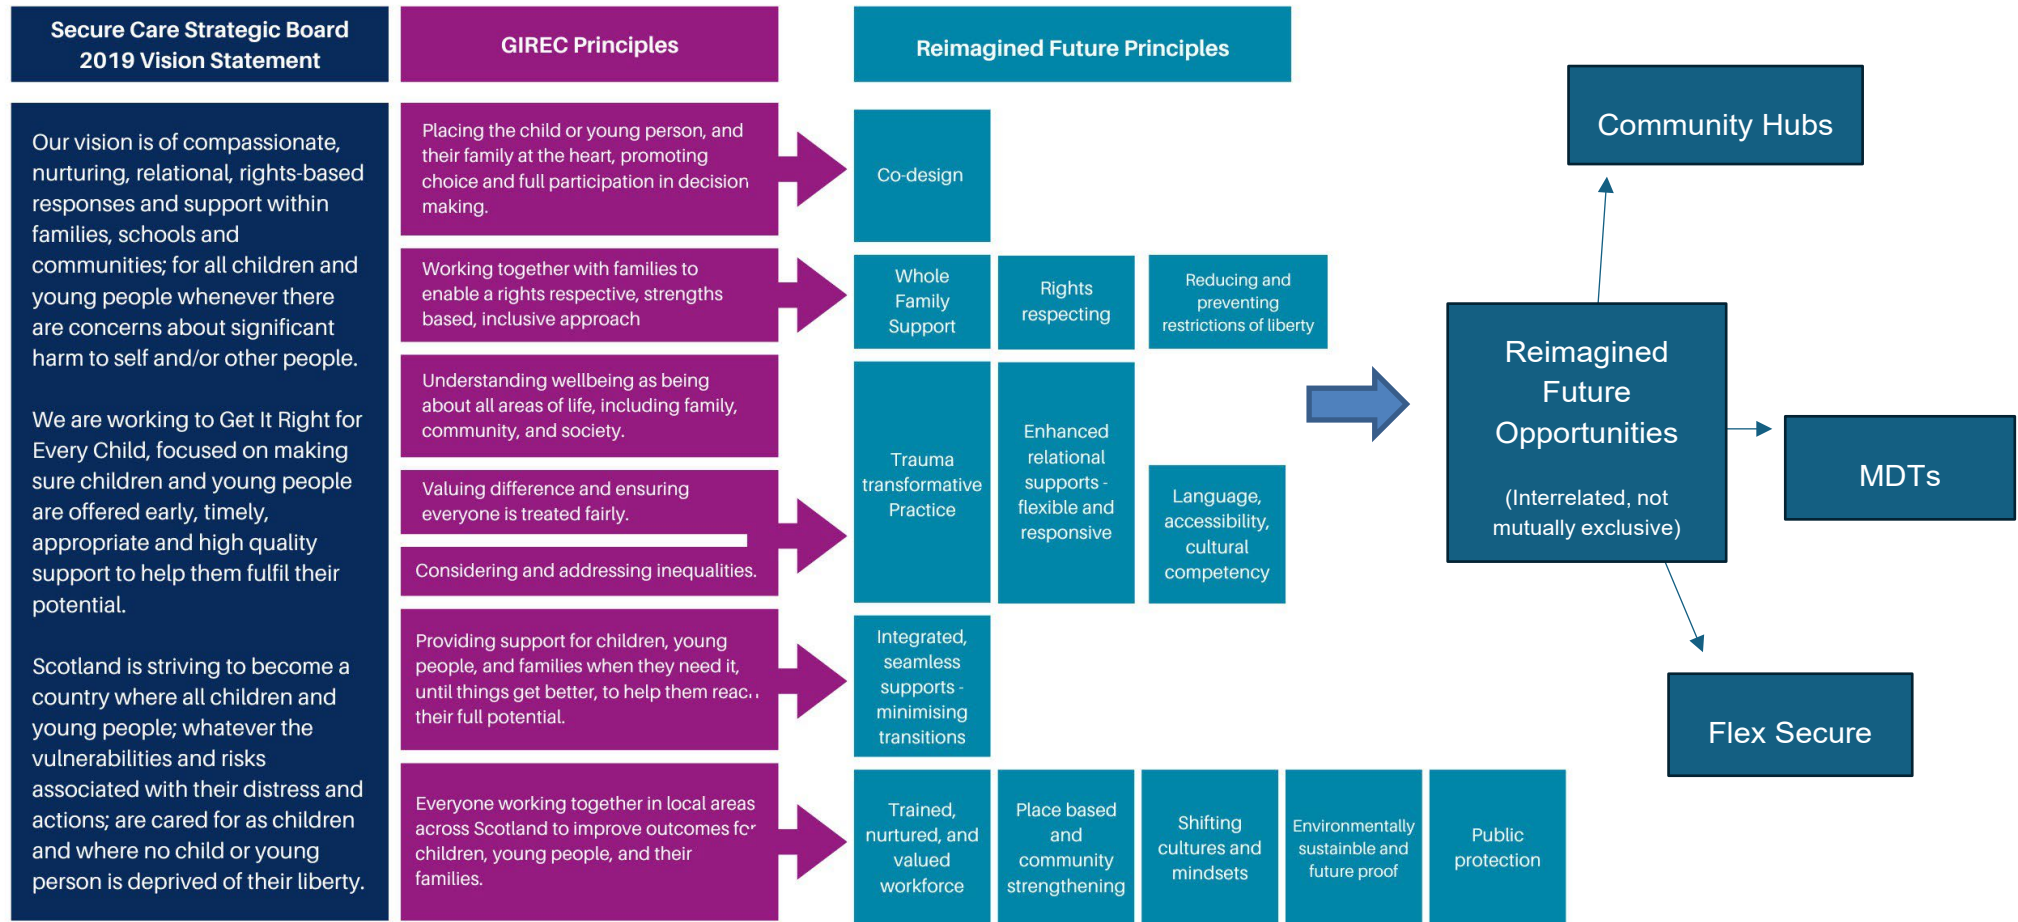 Secure Care Strategic Board
2019 Vision Statement
Our vision is of compassionate,
nurturing, relational, rights-based
responses and support within
families, schools and
communities; for all children and
young people whenever there
are concerns about significant
harm to self and/or other people.
We are working to Get It Right for
Every Child, focused on making
sure children and young people
are offered early, timely,
appropriate and high quality
support to help them fulfil their
potential.
Scotland is striving to become a
country where all children and
young people; whatever the
vulnerabilities and risks
associated with their distress and
actions; are cared for as children
and where no child or young
person is deprived of their liberty.
GIREC Principles
Placing the child or young person, and
their family at the heart, promoting
choice and full participation in decision
making.
Working together with families to
enable a rights respective, strengths
based, inclusive approach
Understanding wellbeing as being
about all areas of life, including family,
community, and society.
Valuing difference and ensuring
everyone is treated fairly.
Considering and addressing inequalities.
Providing support for children, young
people, and families when they need it,
until things get better, to help them reach
their full potential.
Everyone working together in local areas
across Scotland to improve outcomes for
children, young people, and their
families.
Reimagined Future Principles
Co-design
Whole
Family
Support
Rights
respecting
Reducing and
preventing
restrictions of liberty
Trauma
transformative
Practice
Enhanced
relational
supports -
flexible and
responsive
Language,
accessibility,
cultural
competency
Integrated,
seamless
supports -
minimising
transitions
Trained,
nurtured, and
valued
workforce
Place based
and
community
strengthening
Shifting
cultures and
mindsets
Environmentally
sustainble and
future proof
Public
protection
Reimagined
Future
Opportunities
(Interrelated, not
mutually exclusive)
Community Hubs
MDTs
Flex Secure